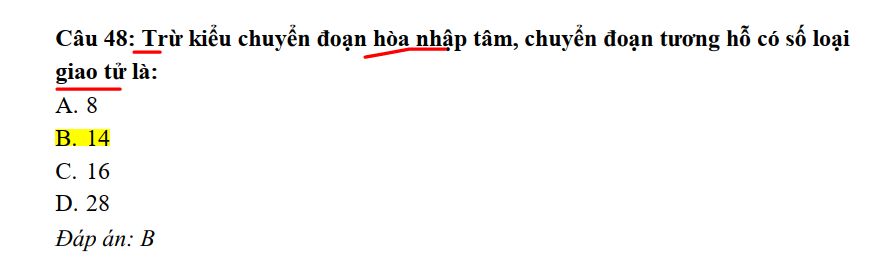 Câu 48: Trừ kiểu chuyển đoạn hòa nhập tâm, chuyển đoạn tương hỗ có số loại
giao tử là:
A. 8
B. 14
C. 16
D. 28
Đáp án: B